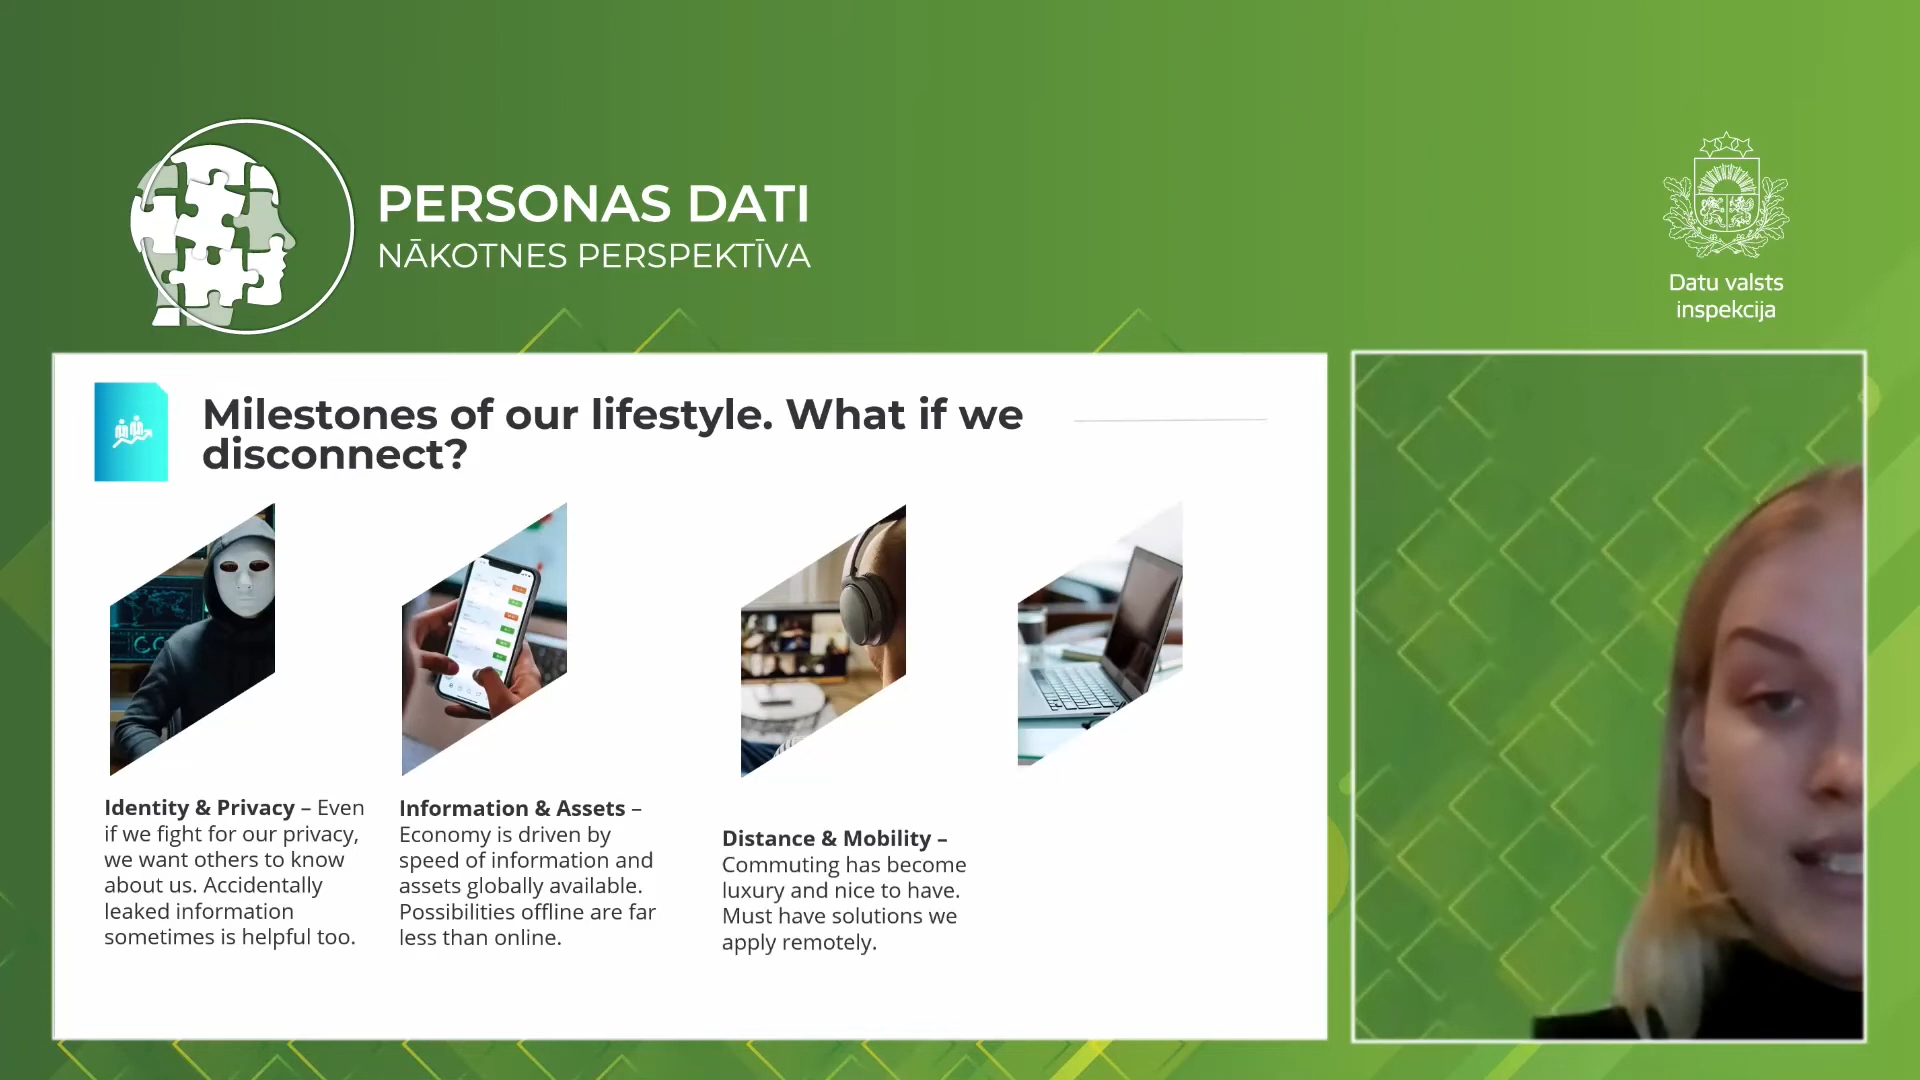 PERSONAS DATI
NĀKOTNES PERSPEKTĪVA
Datu valsts
inspekcija
Milestones of our lifestyle. What if we
disconnect?
Identity & Privacy – Even
if we fight for our privacy,
we want others to know
about us. Accidentally
leaked information
sometimes is helpful too.
Information & Assets –
Economy is driven by
speed of information and
assets globally available.
Possibilities offline are far
less than online.
Distance & Mobility –
Commuting has become
luxury and nice to have.
Must have solutions we
apply remotely.